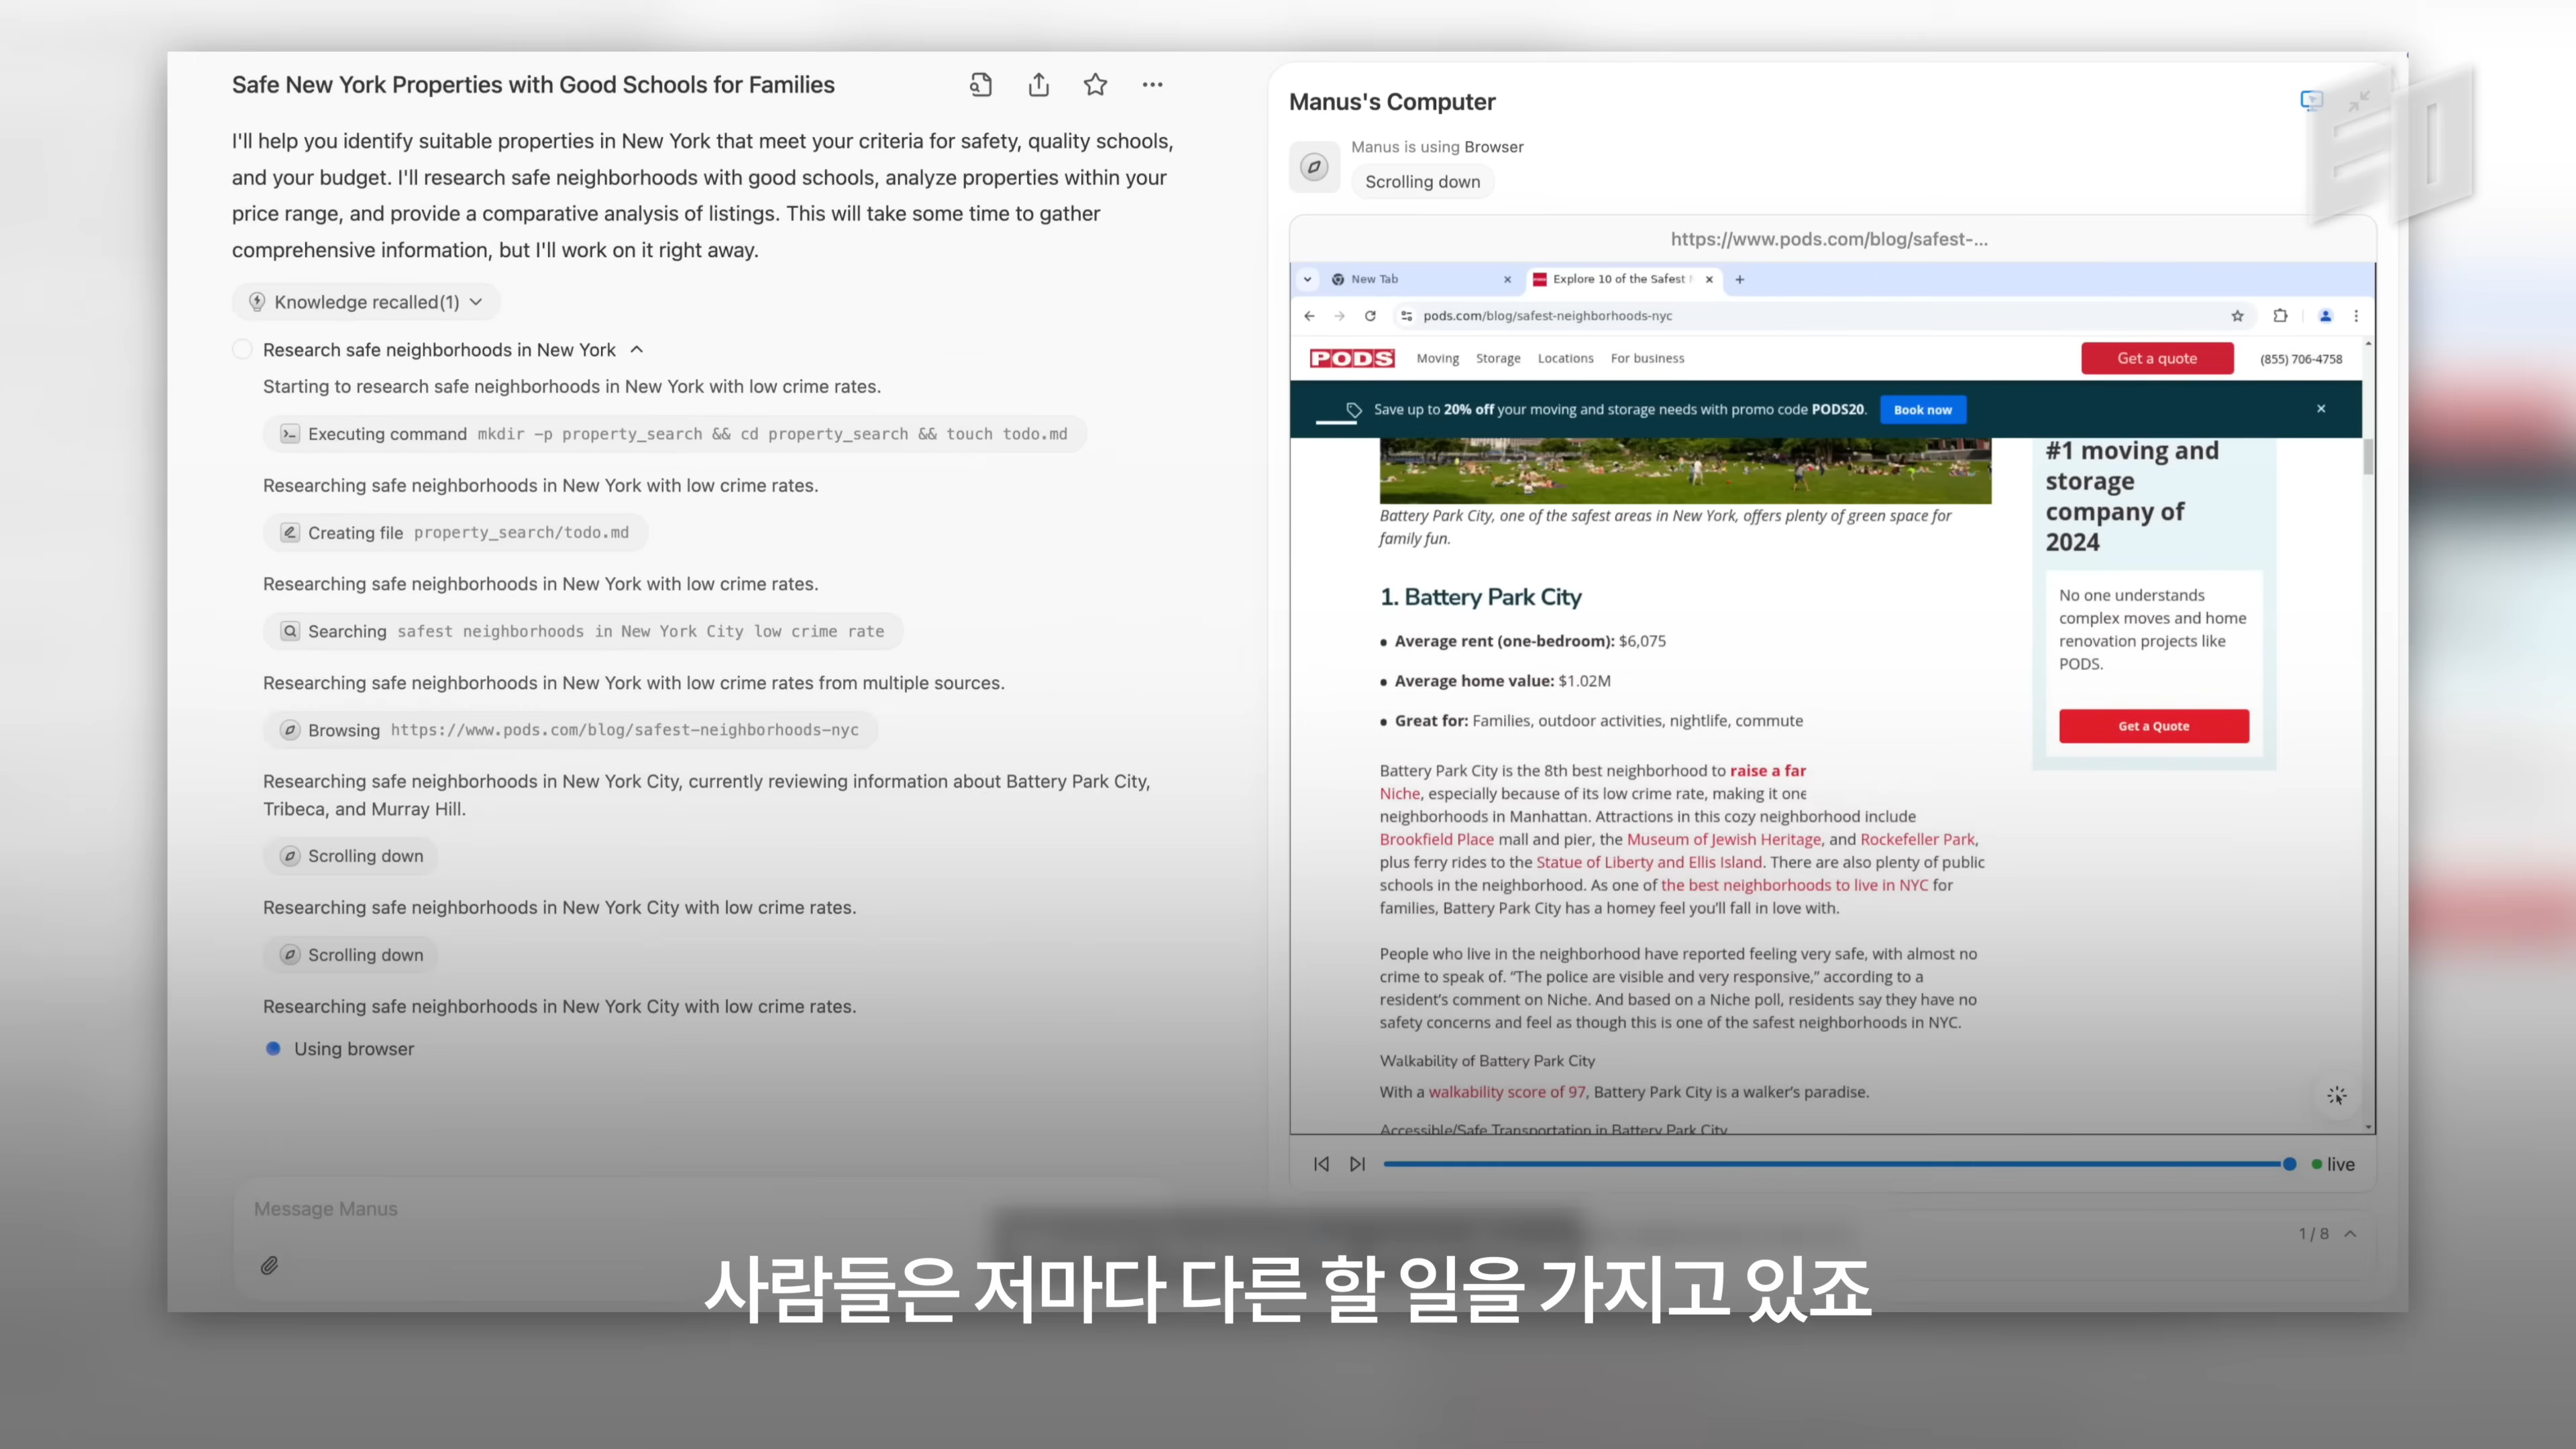 Safe New York Properties with Good Schools for Families
I'll help you identify suitable properties in New York that meet your criteria for safety, quality schools,
and your budget. I'll research safe neighborhoods with good schools, analyze properties within your
price range, and provide a comparative analysis of listings. This will take some time to gather
comprehensive information, but I'll work on it right away.
Knowledge recalled(1)
Research safe neighborhoods in New York
Starting to research safe neighborhoods in New York with low crime rates.
Executing command mkdir -p property_search && cd property_search && touch todo.md
Researching safe neighborhoods in New York with low crime rates.
Creating file property_search/todo.md
Researching safe neighborhoods in New York with low crime rates.
Searching safest neighborhoods in New York City low crime rate
Researching safe neighborhoods in New York with low crime rates from multiple sources.
Browsing https://www.pods.com/blog/safest-neighborhoods-nyc
Researching safe neighborhoods in New York City, currently reviewing information about Battery Park City,
Tribeca, and Murray Hill.
Scrolling down
Researching safe neighborhoods in New York City with low crime rates.
Scrolling down
Researching safe neighborhoods in New York City with low crime rates.
Using browser
Message Manus
Manus's Computer
Manus is using Browser
Scrolling down
https://www.pods.com/blog/safest-...
New Tab
Explore 10 of the Safest
pods.com/blog/safest-neighborhoods-nyc
PODS Moving Storage Locations For business Get a quote (855) 706-4758
Save up to 20% off your moving and storage needs with promo code PODS20. Book now
Battery Park City, one of the safest areas in New York, offers plenty of green space for
family fun.
1. Battery Park City
• Average rent (one-bedroom): $6,075
• Average home value: $1.02M
• Great for: Families, outdoor activities, nightlife, commute
Battery Park City is the 8th best neighborhood to raise a far
Niche, especially because of its low crime rate, making it one
neighborhoods in Manhattan. Attractions in this cozy neighborhood include
Brookfield Place mall and pier, the Museum of Jewish Heritage, and Rockefeller Park,
plus ferry rides to the Statue of Liberty and Ellis Island. There are also plenty of public
schools in the neighborhood. As one of the best neighborhoods to live in NYC for
families, Battery Park City has a homey feel you'll fall in love with.
People who live in the neighborhood have reported feeling very safe, with almost no
crime to speak of. “The police are visible and very responsive,” according to a
resident's comment on Niche. And based on a Niche poll, residents say they have no
safety concerns and feel as though this is one of the safest neighborhoods in NYC.
Walkability of Battery Park City
With a walkability score of 97, Battery Park City is a walker's paradise.
Accessible/Safe Transportation in Battery Park City
#1 moving and
storage
company of
2024
No one understands
complex moves and home
renovation projects like
PODS.
Get a Quote
live
1 / 8
EO
사람들은 저마다 다른 할 일을 가지고 있죠